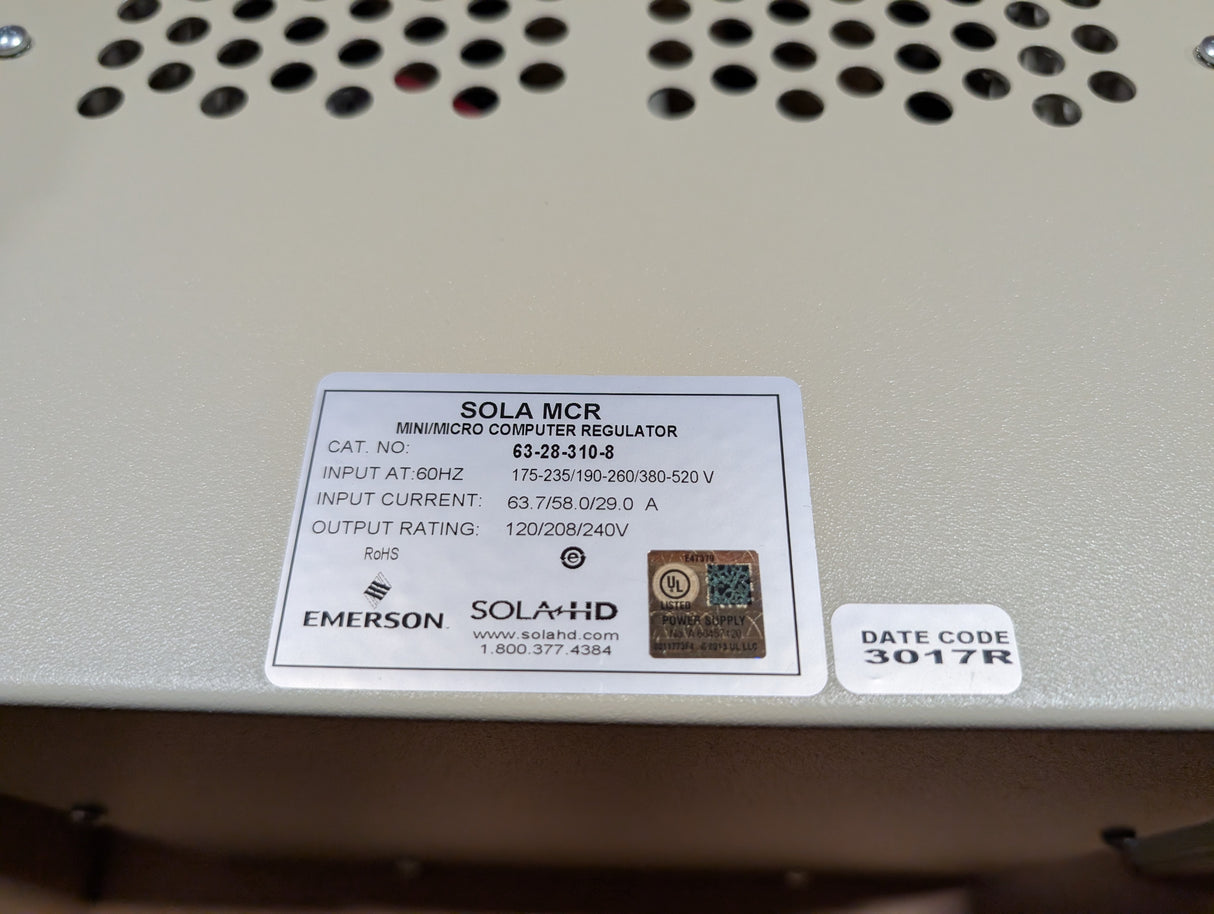 SOLA MCR
MINI/MICRO COMPUTER REGULATOR
CAT. NO: 63-28-310-8
INPUT AT:60HZ 175-235/190-260/380-520 V
INPUT CURRENT: 63.7/58.0/29.0 A
OUTPUT RATING: 120/208/240V
RoHS
e
EMERSON
SOLA HD
www.solahd.com
1.800.377.4384
UL
LISTED
POWER SUPPLY
DATE CODE
3017R